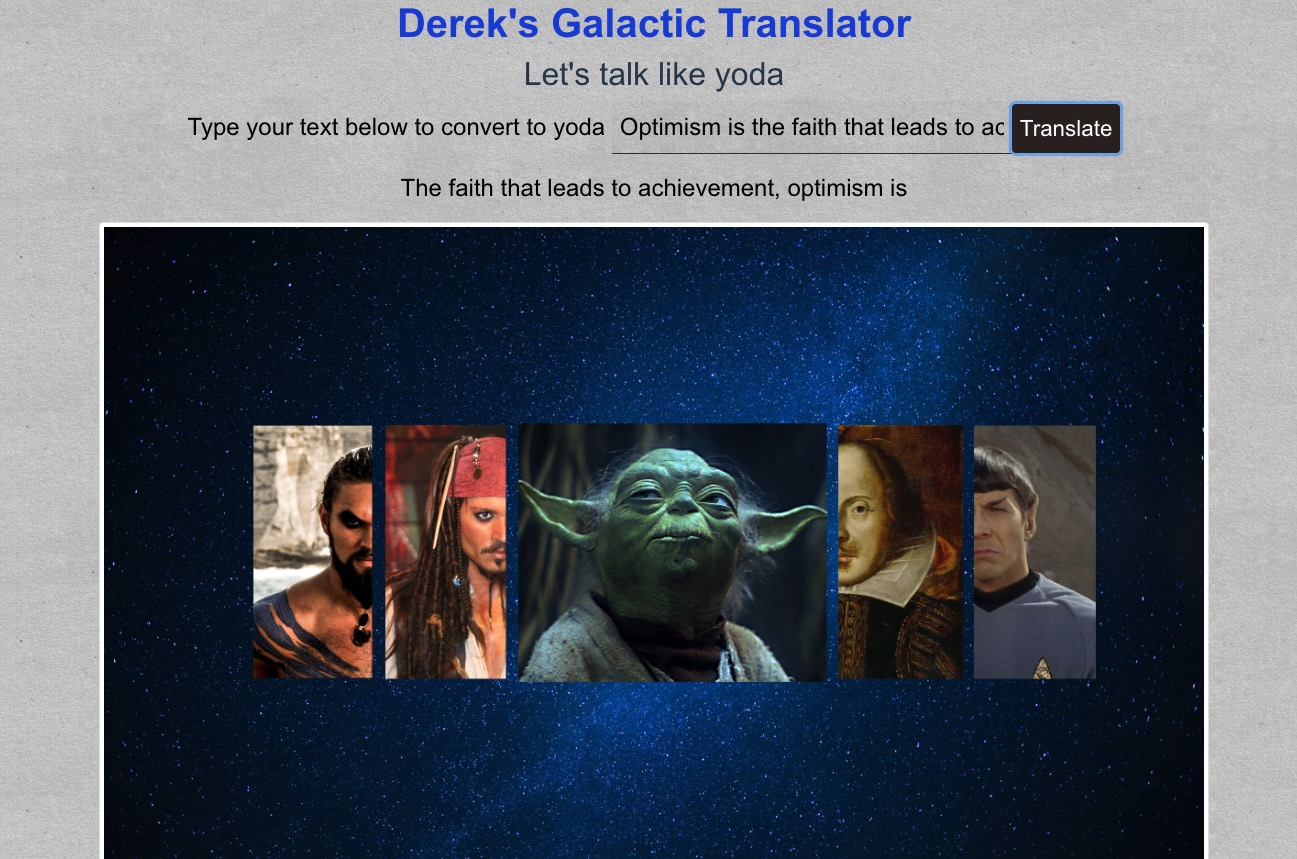 Derek's Galactic Translator
Let's talk like yoda
Type your text below to convert to yoda Optimism is the faith that leads to Translate
The faith that leads to achievement, optimism is